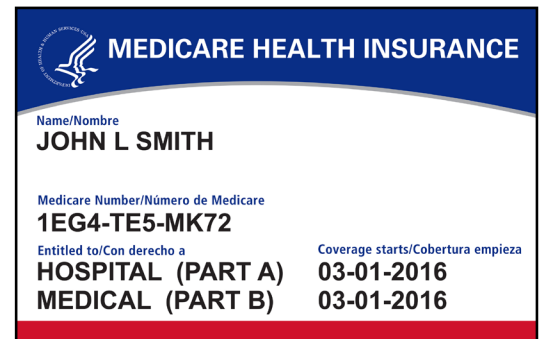 MEDICARE HEALTH INSURANCE
Name/Nombre
JOHN L SMITH
Medicare Number/Número de Medicare
1EG4-TE5-MK72
Entitled to/Con derecho a
Coverage starts/Cobertura empieza
HOSPITAL (PART A) 03-01-2016
MEDICAL (PART B) 03-01-2016